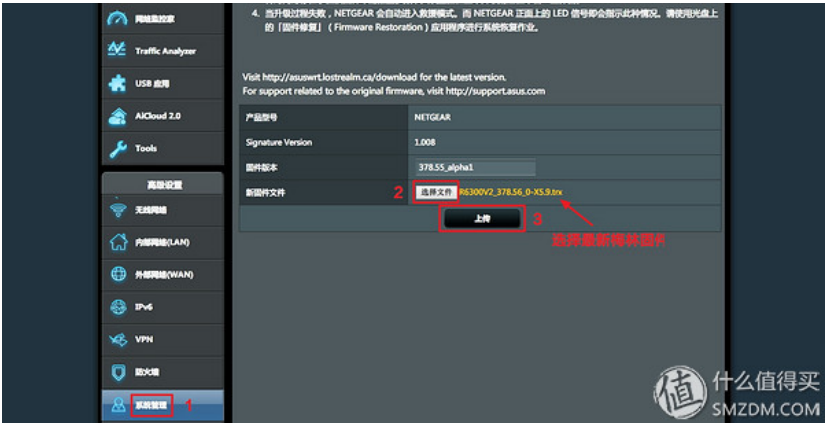 网络监控家
Traffic Analyzer
USB 应用
AiCloud 2.0
Tools
高级设置
无线网络
内部网络(LAN)
外部网络(WAN)
IPv6
VPN
防火墙
系统管理 1
4. 当升级过程失败，NETGEAR 会自动进入救援模式。而 NETGEAR 正面上的 LED 信号即会指示此种情况。请使用光盘上
的「固件修复」（Firmware Restoration）应用程序进行系统恢复作业。
Visit http://asuswrt.lostrealm.ca/download for the latest version.
For support related to the original firmware, visit http://support.asus.com
产品型号 NETGEAR
Signature Version 1.008
固件版本 378.55_alpha1
新固件文件 2 选择文件 R6300V2_378.56_0-X5.9.trx
上传 3
选择最新梅林固件
值 什么值得买
SMZDM.COM